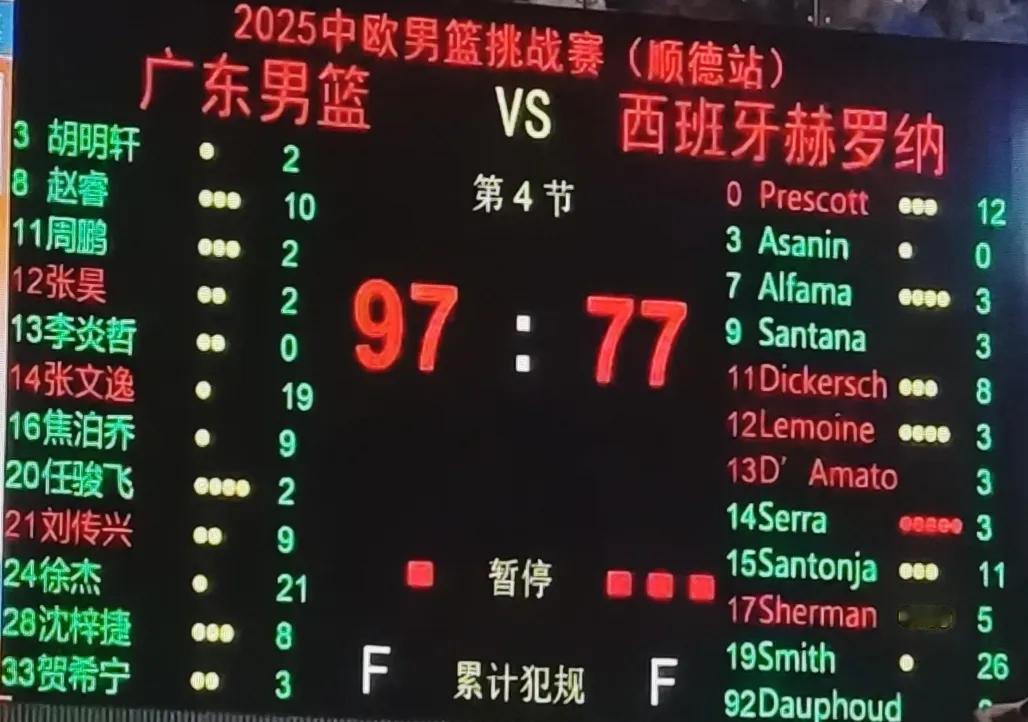 2025中欧男篮挑战赛（顺德站）
广东男篮 VS 西班牙赫罗纳
第4节
97 : 77
3 胡明轩 2
8 赵睿 10
11周鹏 2
12张昊 2
13李炎哲 0
14张文逸 19
16焦泊乔 9
20任骏飞 2
21刘传兴 9
24徐杰 21
28沈梓捷 8
33贺希宁 3
0 Prescott 12
3 Asanin 0
7 Alfama 3
9 Santana 3
11Dickersch 8
12Lemoine 3
13D' Amato 3
14Serra 3
15Santonja 11
17Sherman 5
19Smith 26
92Dauphoud
暂停
F 累计犯规 F